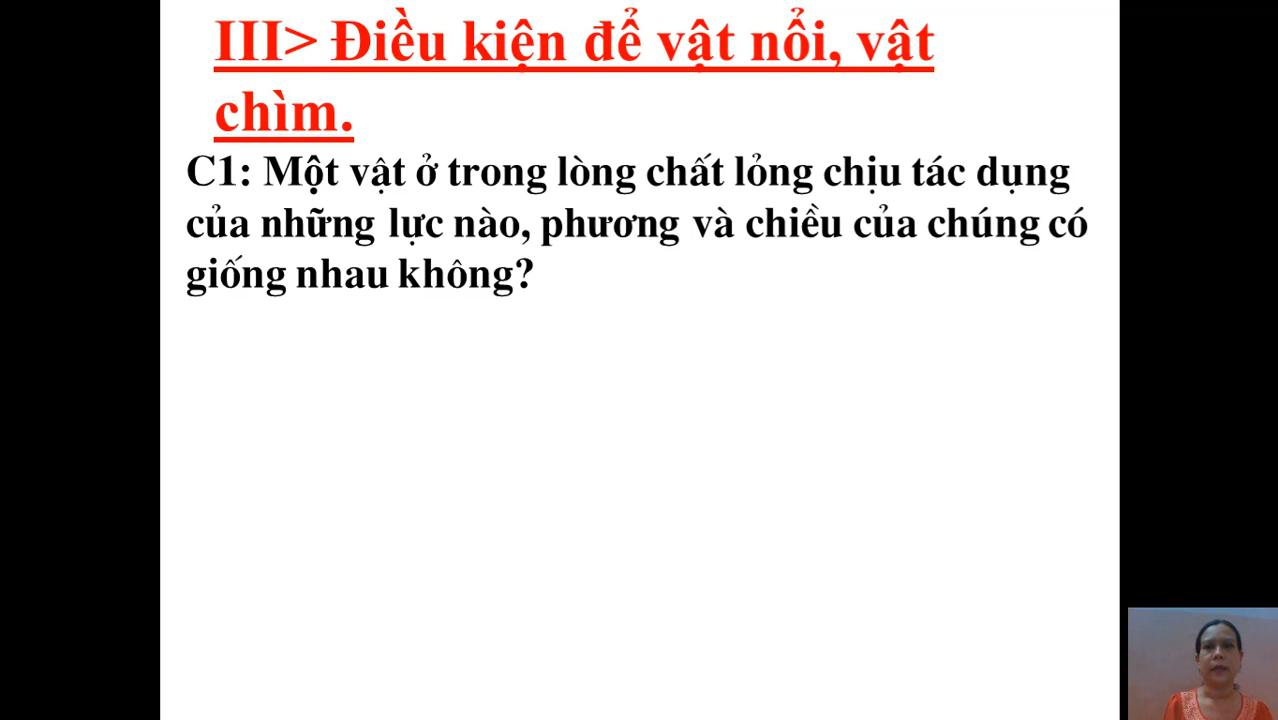 III> Điều kiện để vật nổi, vật
chìm.
C1: Một vật ở trong lòng chất lỏng chịu tác dụng
của những lực nào, phương và chiều của chúng có
giống nhau không?